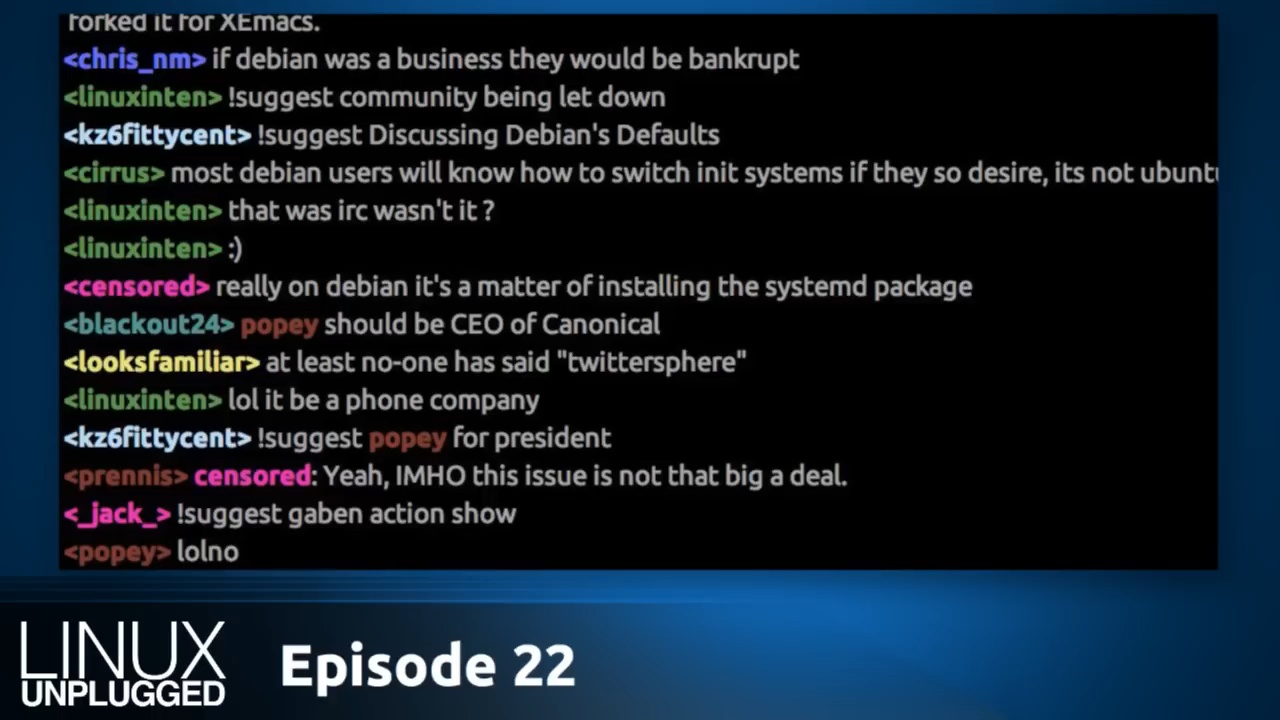 forked it for XEmacs.
<chris_nm> if debian was a business they would be bankrupt
<linuxinten> !suggest community being let down
<kz6fittycent> !suggest Discussing Debian's Defaults
<cirrus> most debian users will know how to switch init systems if they so desire, its not ubuntu
<linuxinten> that was irc wasn't it ?
<linuxinten> :)
<censored> really on debian it's a matter of installing the systemd package
<blackout24> popey should be CEO of Canonical
<looksfamiliar> at least no-one has said "twittersphere"
<linuxinten> lol it be a phone company
<kz6fittycent> !suggest popey for president
<prennis> censored: Yeah, IMHO this issue is not that big a deal.
<_jack_> !suggest gaben action show
<popey> lolno
LINUX
UNPLUGGED
Episode 22